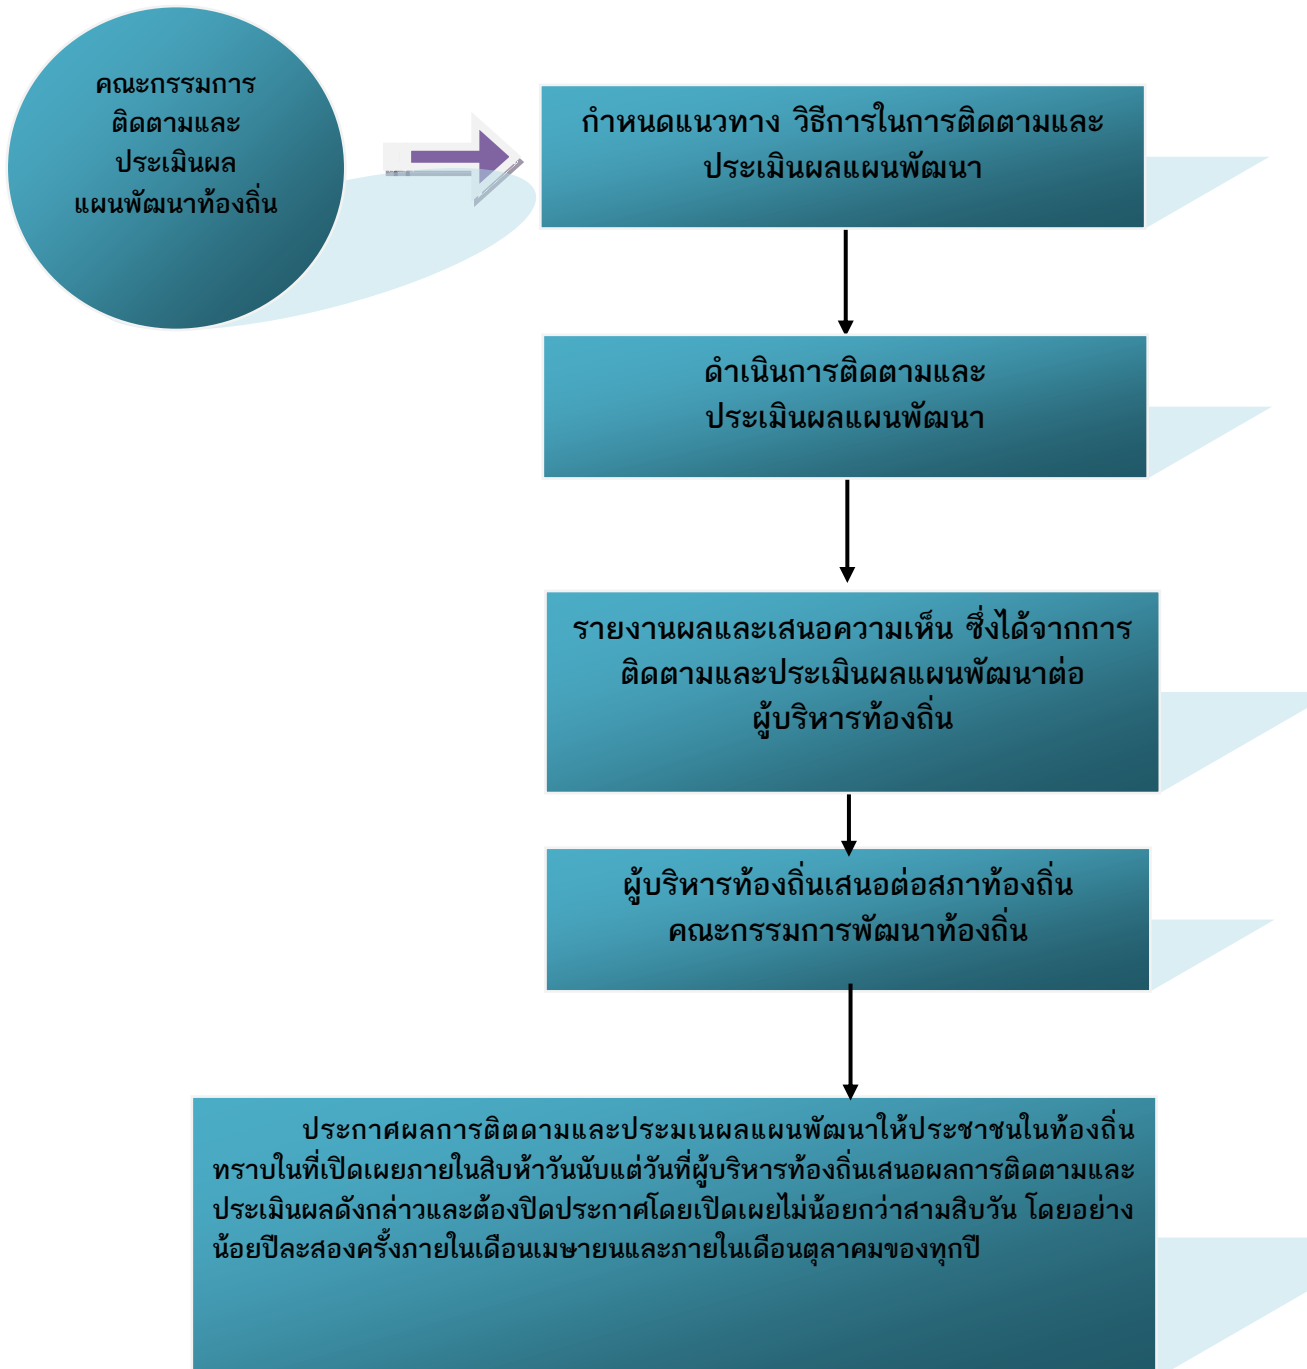 คณะกรรมการ
ติดตามและ
ประเมินผล
แผนพัฒนาท้องถิ่น
กำหนดแนวทาง วิธีการในการติดตามและ
ประเมินผลแผนพัฒนา
ดำเนินการติดตามและ
ประเมินผลแผนพัฒนา
รายงานผลและเสนอความเห็น ซึ่งได้จากการ
ติดตามและประเมินผลแผนพัฒนาต่อ
ผู้บริหารท้องถิ่น
ผู้บริหารท้องถิ่นเสนอต่อสภาท้องถิ่น
คณะกรรมการพัฒนาท้องถิ่น
ประกาศผลการติตดามและประมเนผลแผนพัฒนาให้ประชาชนในท้องถิ่น
ทราบในที่เปิดเผยภายในสิบห้าวันนับแต่วันที่ผู้บริหารท้องถิ่นเสนอผลการติดตามและ
ประเมินผลดังกล่าวและต้องปิดประกาศโดยเปิดเผยไม่น้อยกว่าสามสิบวัน โดยอย่าง
น้อยปีละสองครั้งภายในเดือนเมษายนและภายในเดือนตุลาคมของทุกปี